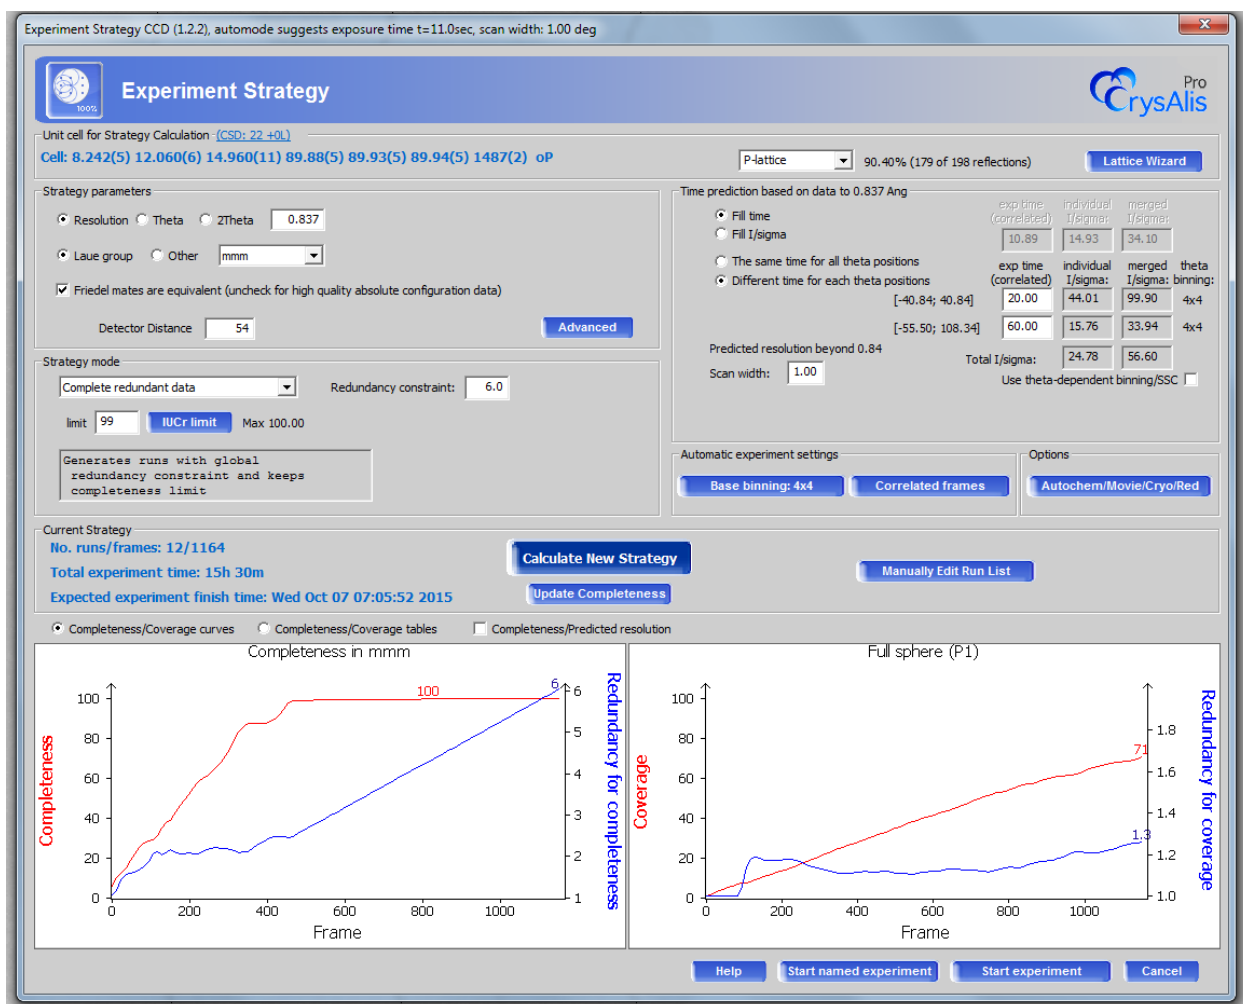 Experiment Strategy CCD (1.2.2), automode suggests exposure time t=11.0sec, scan width: 1.00 deg
x
100%
Experiment Strategy
CrysAlis Pro
Unit cell for Strategy Calculation (CSD: 22 +0L)
Cell: 8.242(5) 12.060(6) 14.960(11) 89.88(5) 89.93(5) 89.94(5) 1487(2) oP
P-lattice 90.40% (179 of 198 reflections) Lattice Wizard
Strategy parameters
Resolution Theta 2Theta 0.837
Laue group Other mmm
Friedel mates are equivalent (uncheck for high quality absolute configuration data)
Detector Distance 54 Advanced
Time prediction based on data to 0.837 Ang
exp time (correlated) individual I/sigma: merged I/sigma:
Fill time
Fill I/sigma 10.89 14.93 34.10
The same time for all theta positions
Different time for each theta positions
exp time (correlated) individual I/sigma: merged I/sigma: theta binning:
[-40.84; 40.84] 20.00 44.01 99.90 4x4
[-55.50; 108.34] 60.00 15.76 33.94 4x4
Predicted resolution beyond 0.84
Total I/sigma: 24.78 56.60
Scan width: 1.00
Use theta-dependent binning/SSC
Strategy mode
Complete redundant data Redundancy constraint: 6.0
limit 99 IUCr limit Max 100.00
Generates runs with global
redundancy constraint and keeps
completeness limit
Automatic experiment settings
Base binning: 4x4 Correlated frames
Options
Autochem/Movie/Cryo/Red
Current Strategy
No. runs/frames: 12/1164
Total experiment time: 15h 30m
Expected experiment finish time: Wed Oct 07 07:05:52 2015
Calculate New Strategy
Update Completeness
Manually Edit Run List
Completeness/Coverage curves Completeness/Coverage tables Completeness/Predicted resolution
Completeness in mmm
Completeness
100
80
60
40
20
0
100
6
6
5
4
3
2
1
Redundancy for completeness
0 200 400 600 800 1000
Frame
Full sphere (P1)
Coverage
100
80
60
40
20
0
71
1.3
1.8
1.6
1.4
1.2
1.0
Redundancy for coverage
0 200 400 600 800 1000
Frame
Help Start named experiment Start experiment Cancel